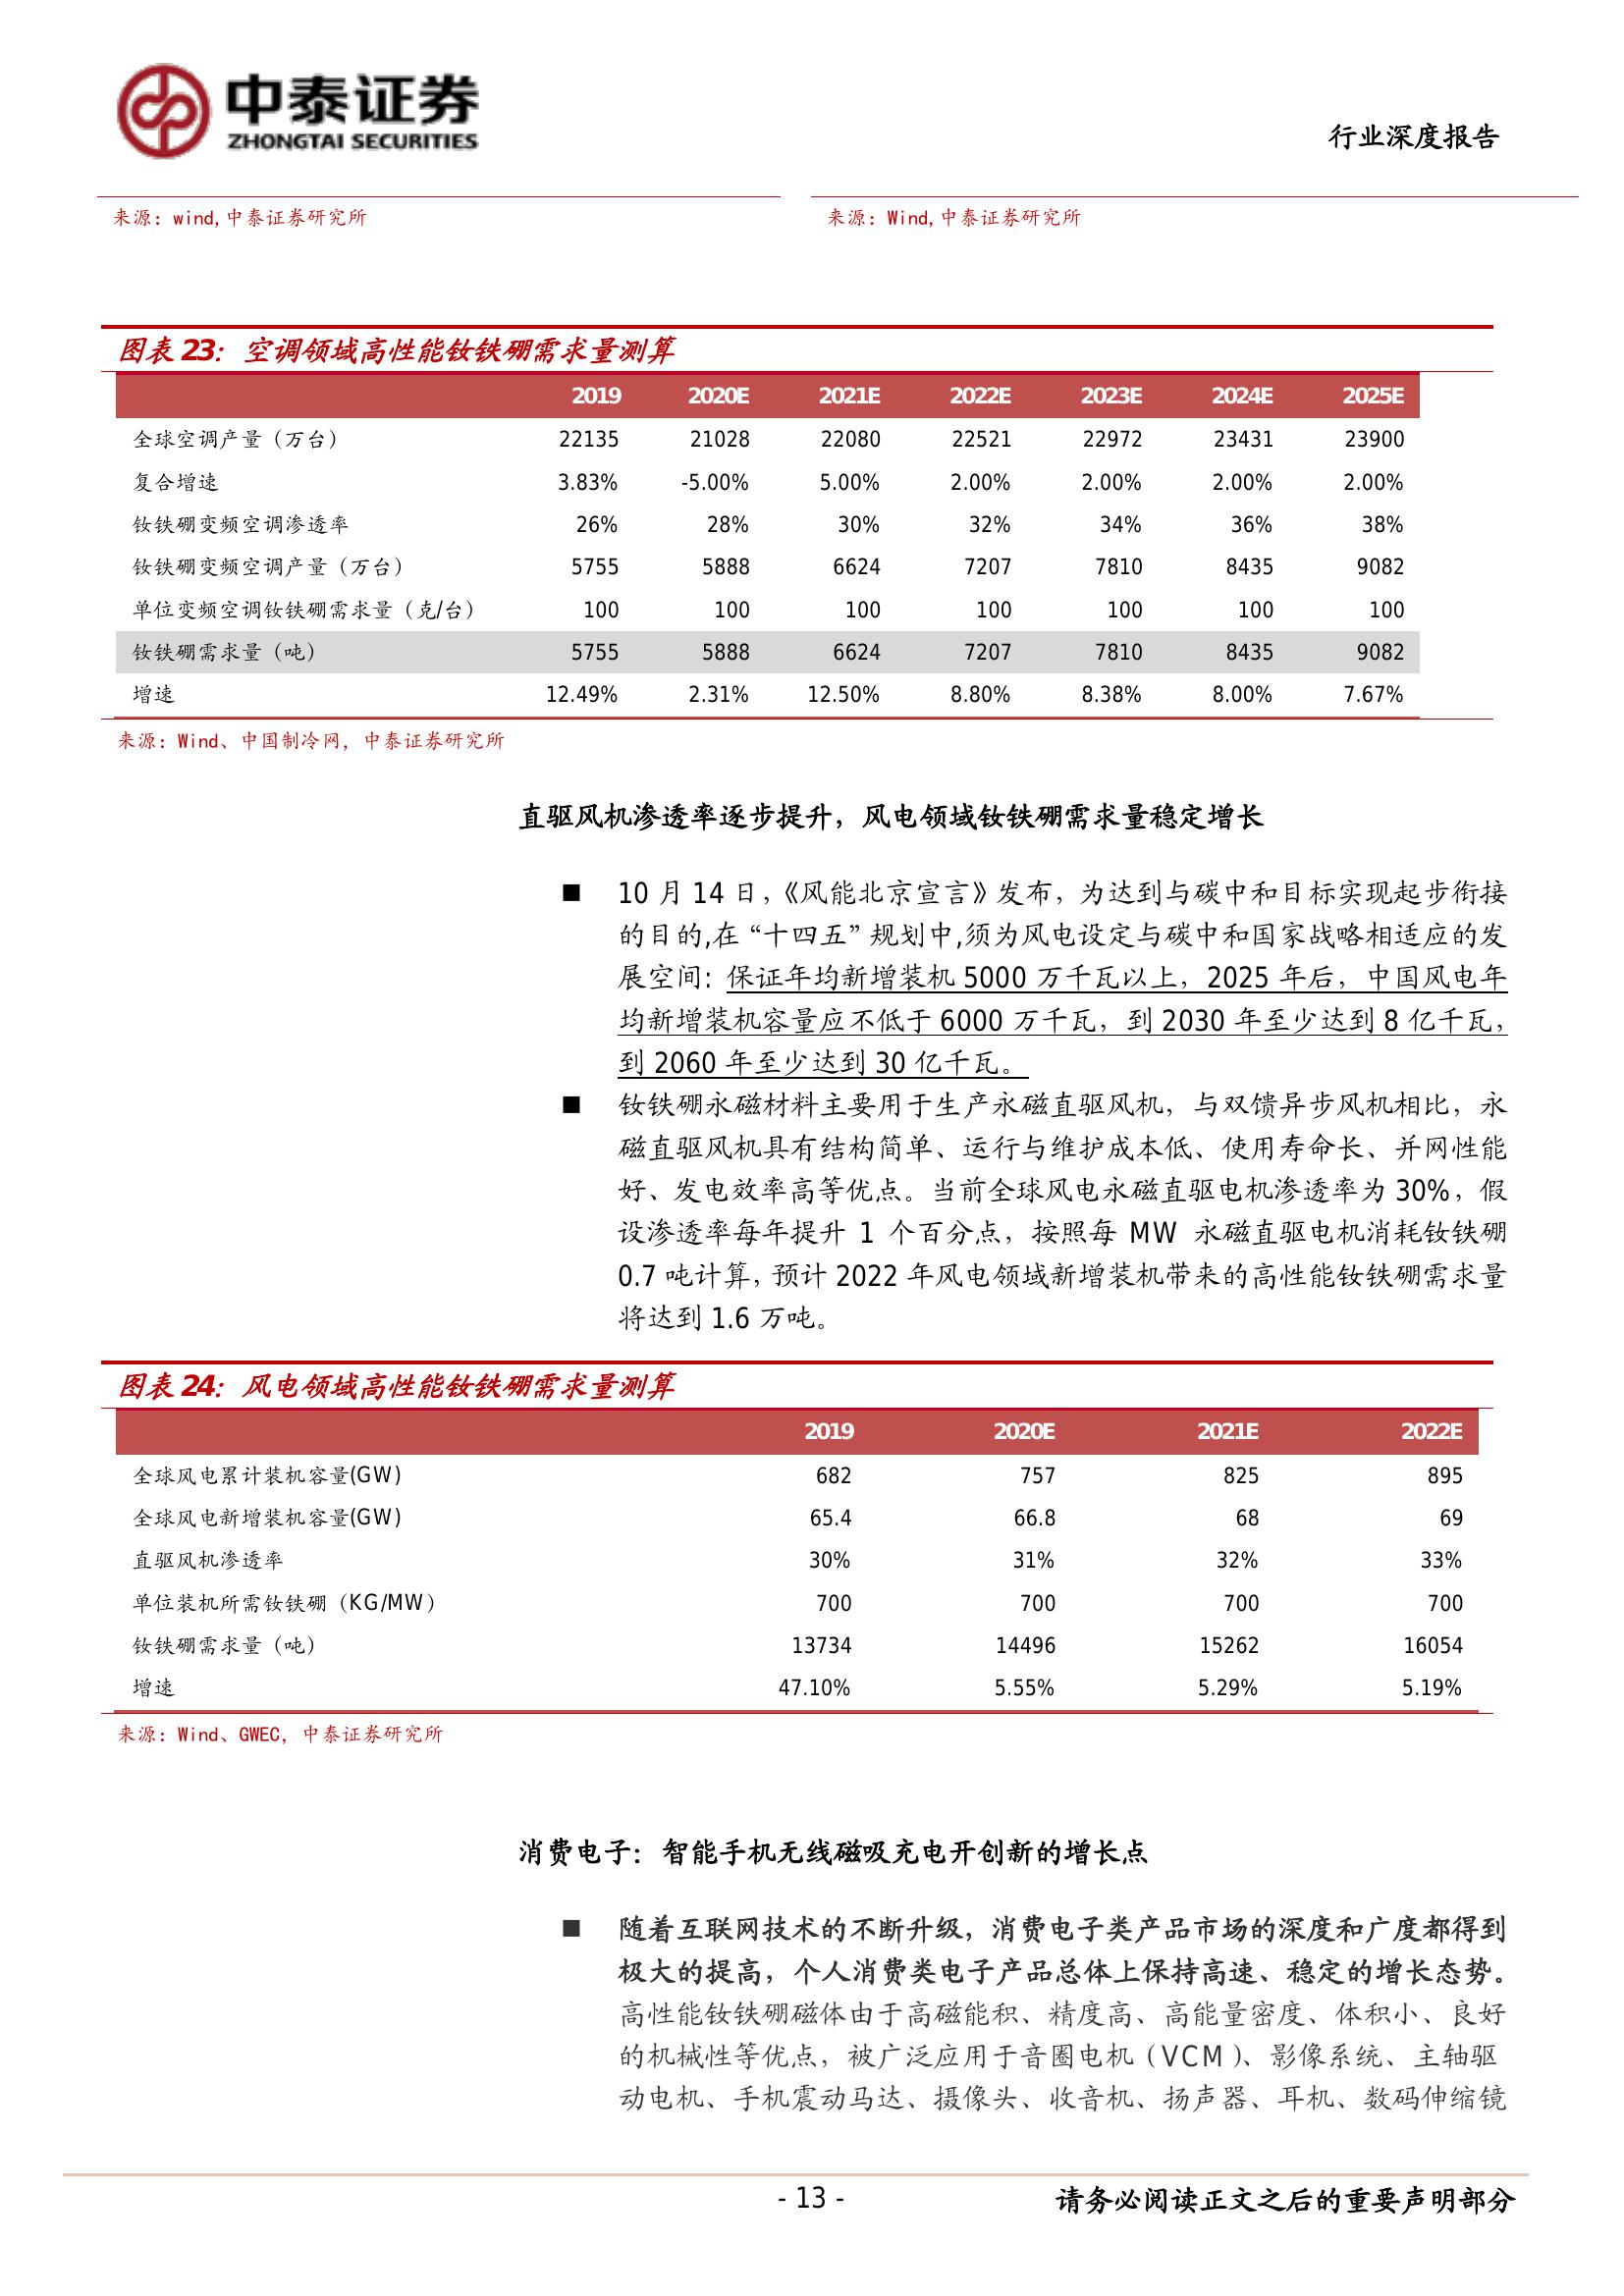 中泰证券
ZHONGTAI SECURITIES
行业深度报告
来源：wind,中泰证券研究所
来源：Wind,中泰证券研究所
图表 23：空调领域高性能钕铁硼需求量测算
2019 2020E 2021E 2022E 2023E 2024E 2025E
全球空调产量（万台） 22135 21028 22080 22521 22972 23431 23900
复合增速 3.83% -5.00% 5.00% 2.00% 2.00% 2.00% 2.00%
钕铁硼变频空调渗透率 26% 28% 30% 32% 34% 36% 38%
钕铁硼变频空调产量（万台） 5755 5888 6624 7207 7810 8435 9082
单位变频空调钕铁硼需求量（克/台） 100 100 100 100 100 100 100
钕铁硼需求量（吨） 5755 5888 6624 7207 7810 8435 9082
增速 12.49% 2.31% 12.50% 8.80% 8.38% 8.00% 7.67%
来源：Wind、中国制冷网，中泰证券研究所
直驱风机渗透率逐步提升，风电领域钕铁硼需求量稳定增长
■ 10 月 14 日，《风能北京宣言》发布，为达到与碳中和目标实现起步衔接
的目的,在“十四五”规划中,须为风电设定与碳中和国家战略相适应的发
展空间：保证年均新增装机 5000 万千瓦以上，2025 年后，中国风电年
均新增装机容量应不低于 6000 万千瓦，到 2030 年至少达到 8 亿千瓦，
到 2060 年至少达到 30 亿千瓦。
■ 钕铁硼永磁材料主要用于生产永磁直驱风机，与双馈异步风机相比，永
磁直驱风机具有结构简单、运行与维护成本低、使用寿命长、并网性能
好、发电效率高等优点。当前全球风电永磁直驱电机渗透率为 30%，假
设渗透率每年提升 1 个百分点，按照每 MW 永磁直驱电机消耗钕铁硼
0.7 吨计算，预计 2022 年风电领域新增装机带来的高性能钕铁硼需求量
将达到 1.6 万吨。
图表 24：风电领域高性能钕铁硼需求量测算
2019 2020E 2021E 2022E
全球风电累计装机容量(GW) 682 757 825 895
全球风电新增装机容量(GW) 65.4 66.8 68 69
直驱风机渗透率 30% 31% 32% 33%
单位装机所需钕铁硼（KG/MW） 700 700 700 700
钕铁硼需求量（吨） 13734 14496 15262 16054
增速 47.10% 5.55% 5.29% 5.19%
来源：Wind、GWEC，中泰证券研究所
消费电子：智能手机无线磁吸充电开创新的增长点
■ 随着互联网技术的不断升级，消费电子类产品市场的深度和广度都得到
极大的提高，个人消费类电子产品总体上保持高速、稳定的增长态势。
高性能钕铁硼磁体由于高磁能积、精度高、高能量密度、体积小、良好
的机械性等优点，被广泛应用于音圈电机（VCM）、影像系统、主轴驱
动电机、手机震动马达、摄像头、收音机、扬声器、耳机、数码伸缩镜
- 13 -
请务必阅读正文之后的重要声明部分